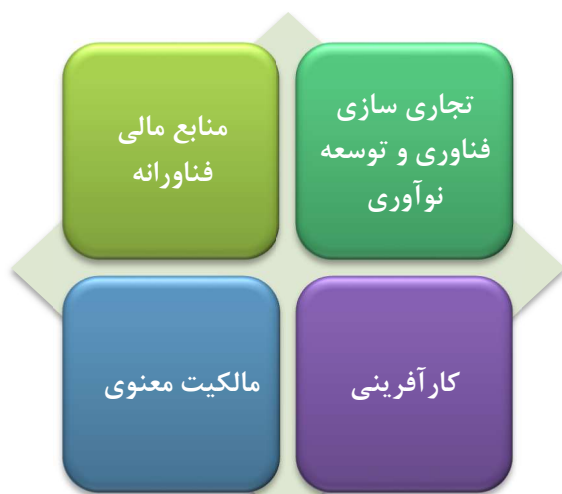 تجاری سازی
فناوری و توسعه
نوآوری
منابع مالی
فناورانه
کارآفرینی
مالکیت معنوی